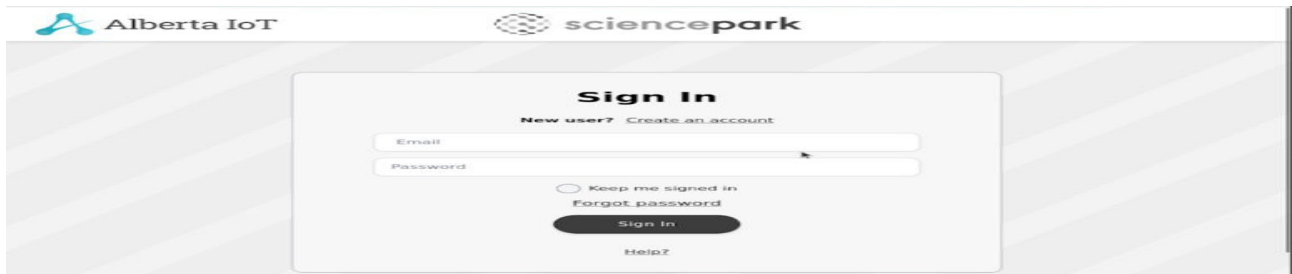 Alberta IoT
sciencepark
Sign In
New user? Create an account
Email
Password
Keep me signed in
Forgot password
Sign In
Help?